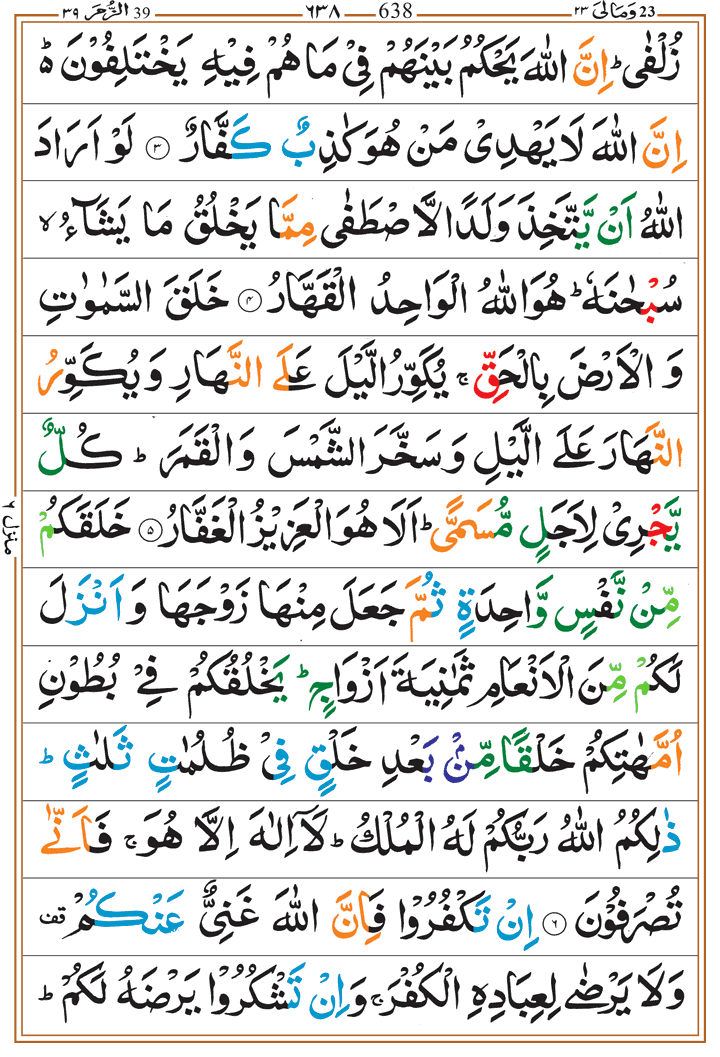 23 وَمَالِیَ ٢٣ 638 ٦٣٨ 39 الزُّمَر ٣٩
زُلْفٰی ؕ اِنَّ اللّٰهَ یَحْكُمُ بَیْنَهُمْ فِیْ مَا هُمْ فِیْهِ یَخْتَلِفُوْنَ ۬ؕ
اِنَّ اللّٰهَ لَا یَهْدِیْ مَنْ هُوَ كٰذِبٌ كَفَّارٌ ۝٣ لَوْ اَرَادَ
اللّٰهُ اَنْ یَّتَّخِذَ وَلَدًا لَّاصْطَفٰی مِمَّا یَخْلُقُ مَا یَشَآءُ ۙ
سُبْحٰنَهٗ ؕ هُوَ اللّٰهُ الْوَاحِدُ الْقَهَّارُ ۝٤ خَلَقَ السَّمٰوٰتِ
وَ الْاَرْضَ بِالْحَقِّ ۚ یُكَوِّرُ الَّیْلَ عَلَی النَّهَارِ وَیُكَوِّرُ
النَّهَارَ عَلَی الَّیْلِ وَسَخَّرَ الشَّمْسَ وَالْقَمَرَ ؕ كُلٌّ
یَّجْرِیْ لِاَجَلٍ مُّسَمًّی ؕ اَلَا هُوَ الْعَزِیْزُ الْغَفَّارُ ۝٥ خَلَقَكُمْ
مِّنْ نَّفْسٍ وَّاحِدَةٍ ثُمَّ جَعَلَ مِنْهَا زَوْجَهَا وَ اَنْزَلَ
لَكُمْ مِّنَ الْاَنْعَامِ ثَمٰنِیَةَ اَزْوَاجٍ ؕ یَخْلُقُكُمْ فِیْ بُطُوْنِ
اُمَّهٰتِكُمْ خَلْقًا مِّنْۢ بَعْدِ خَلْقٍ فِیْ ظُلُمٰتٍ ثَلٰثٍ ؕ
ذٰلِكُمُ اللّٰهُ رَبُّكُمْ لَهُ الْمُلْكُ ؕ لَاۤ اِلٰهَ اِلَّا هُوَ ۚ فَاَنّٰی
تُصْرَفُوْنَ ۝٦ اِنْ تَكْفُرُوْا فَاِنَّ اللّٰهَ غَنِیٌّ عَنْكُمْ قف
وَلَا یَرْضٰی لِعِبَادِهِ الْكُفْرَ ۚ وَاِنْ تَشْكُرُوْا یَرْضَهُ لَكُمْ ؕ
منزل ٦